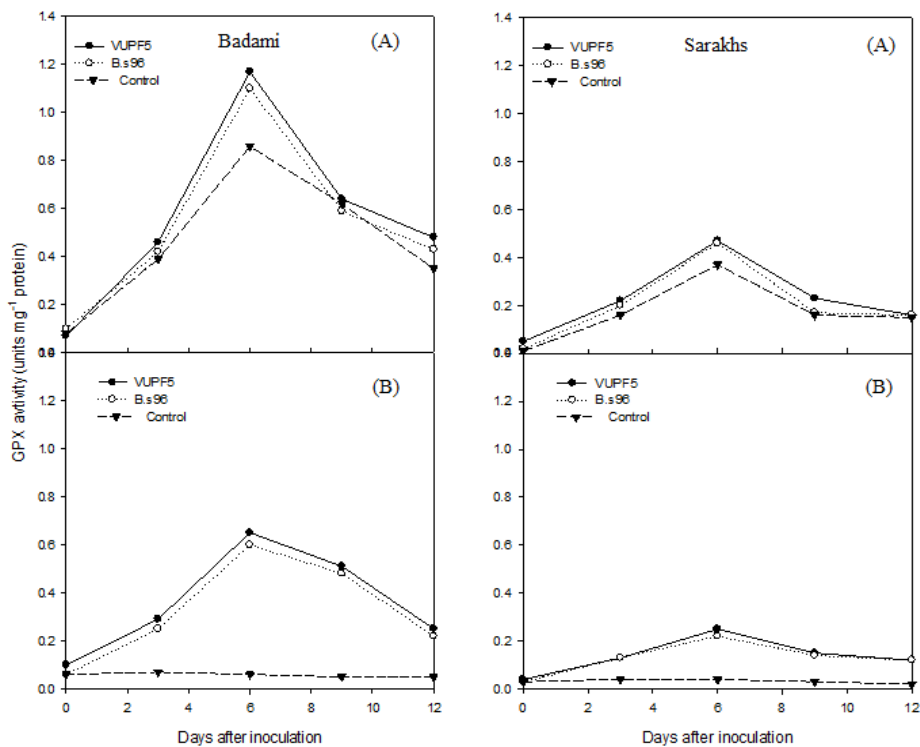 1.4
1.2
1.0
0.8
0.6
0.4
0.2
Badami
(A)
VUPF5
B.s96
Control
1.4
1.2
1.0
0.8
0.6
0.4
0.2
Sarakhs
(A)
VUPF5
B.s96
Control
GPX avtivity (units mg-1 protein)
1.2
1.0
0.8
0.6
0.4
0.2
0.0
(B)
VUPF5
B.s96
Control
0 2 4 6 8 10 12
Days after inoculation
1.2
1.0
0.8
0.6
0.4
0.2
0.0
(B)
VUPF5
B.s96
Control
0 2 4 6 8 10 12
Days after inoculation